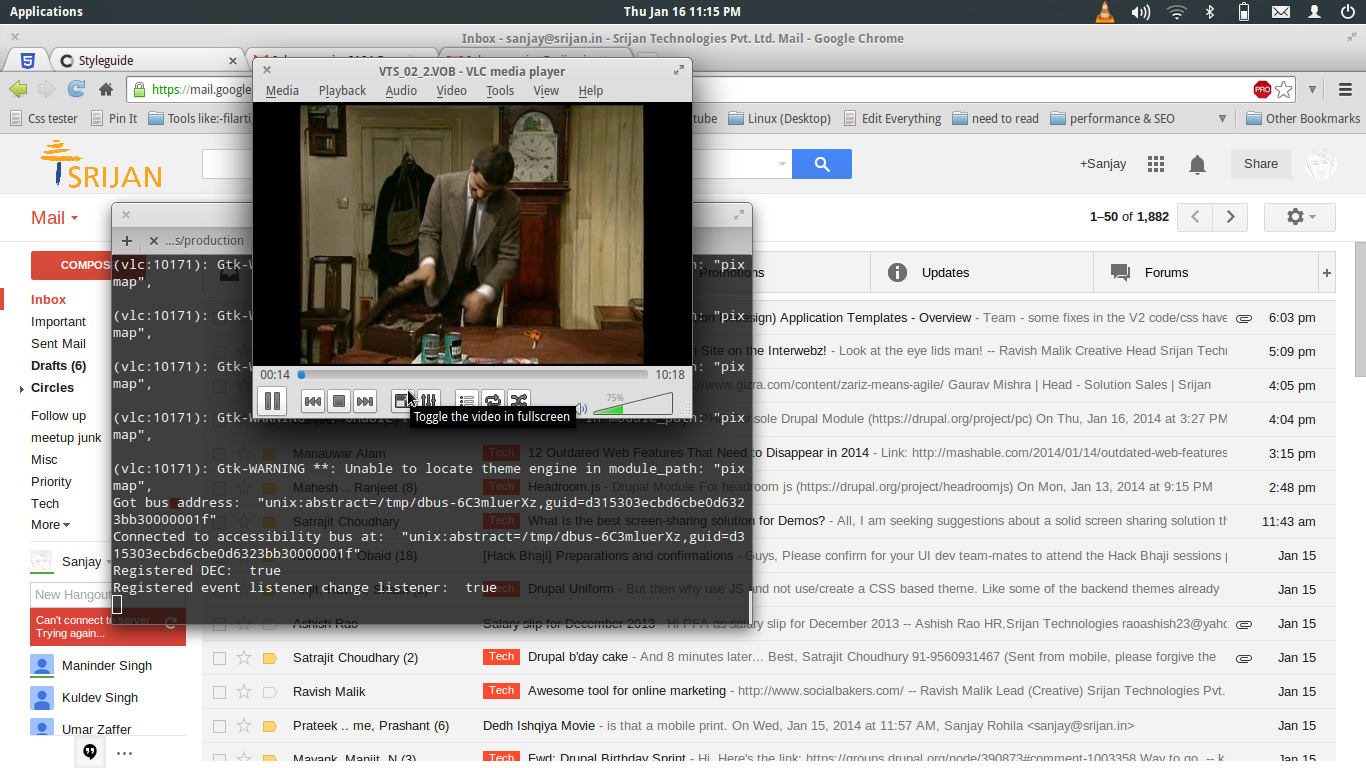 Applications
Thu Jan 16 11:15 PM
Inbox - sanjay@srijan.in - Srijan Technologies Pvt. Ltd. Mail - Google Chrome
Styleguide
VTS_02_2.VOB - VLC media player
Media Playback Audio Video Tools View Help
https://mail.google
PRO
Css tester
Pin It
Tools like:-filarti
tube
Linux (Desktop)
Edit Everything
need to read
performance & SEO
Other Bookmarks
SRIJAN
+Sanjay
Share
Mail
1–50 of 1,882
...s/production
COMPOS
Promotions
Updates
Forums
Inbox
Important
Sent Mail
Drafts (6)
Circles
Follow up
meetup junk
Misc
Priority
Tech
More
Sanjay
New Hangout
Can't connect to server
Trying again...
Maninder Singh
Kuldev Singh
Umar Zaffer
00:14
10:18
75%
Toggle the video in fullscreen
(vlc:10171): Gtk-W
n: "pix
map",
(vlc:10171): Gtk-W
n: "pix
map",
(vlc:10171): Gtk-W
n: "pix
map",
(vlc:10171): Gtk-WARNING
in module_path: "pix
map",
(vlc:10171): Gtk-WARNING **: Unable to locate theme engine in module_path: "pix
map",
Got bus address:  "unix:abstract=/tmp/dbus-6C3mluerXz,guid=d315303ecbd6cbe0d632
3bb30000001f"
Connected to accessibility bus at:  "unix:abstract=/tmp/dbus-6C3mluerXz,guid=d3
15303ecbd6cbe0d6323bb30000001f"
Registered DEC:  true
Registered event listener change listener:  true
esign) Application Templates - Overview - Team - some fixes in the V2 code/css have 6:03 pm
Site on the Interwebz! - Look at the eye lids man! -- Ravish Malik Creative Head Srijan Techr 5:09 pm
/www.gizra.com/content/zariz-means-agile/ Gaurav Mishra | Head - Solution Sales | Srijan 4:05 pm
nsole Drupal Module (https://drupal.org/project/pc) On Thu, Jan 16, 2014 at 3:27 PM 4:04 pm
Manauwar Alam Tech 12 Outdated Web Features That Need to Disappear in 2014 - Link: http://mashable.com/2014/01/14/outdated-web-features 3:15 pm
Mahesh .. Ranjeet (8) Tech Headroom.js - Drupal Module For headroom js (https://drupal.org/project/headroomjs) On Mon, Jan 13, 2014 at 9:15 PM 2:48 pm
Satrajit Choudhary Tech What is the best screen-sharing solution for Demos? - All, I am seeking suggestions about a solid screen sharing solution th 11:43 am
Obaid (18) [Hack Bhaji] Preparations and confirmations - Guys, Please confirm for your UI dev team-mates to attend the Hack Bhaji sessions Jan 15
Tech Drupal Uniform - But then why use JS and not use/create a CSS based theme. Like some of the backend themes already Jan 15
Ashish Rao Salary slip for December 2013 - Hi PFA as salary slip for December 2013 -- Ashish Rao HR,Srijan Technologies raoashish23@yaho Jan 15
Satrajit Choudhary (2) Tech Drupal b'day cake - And 8 minutes later... Best, Satrajit Choudhury 91-9560931467 (Sent from mobile, please forgive the Jan 15
Ravish Malik Tech Awesome tool for online marketing - http://www.socialbakers.com/ -- Ravish Malik Lead (Creative) Srijan Technologies Pvt. Jan 15
Prateek .. me, Prashant (6) Dedh Ishqiya Movie - is that a mobile print. On Wed, Jan 15, 2014 at 11:57 AM, Sanjay Rohila <sanjay@srijan.in> Jan 15
Mayank, Manjit, N (3) Tech Fwd: Drupal Birthday Sprint - Hi, Here's the link: https://groups.drupal.org/node/390873#comment-1003358 Way to go. -- k Jan 15